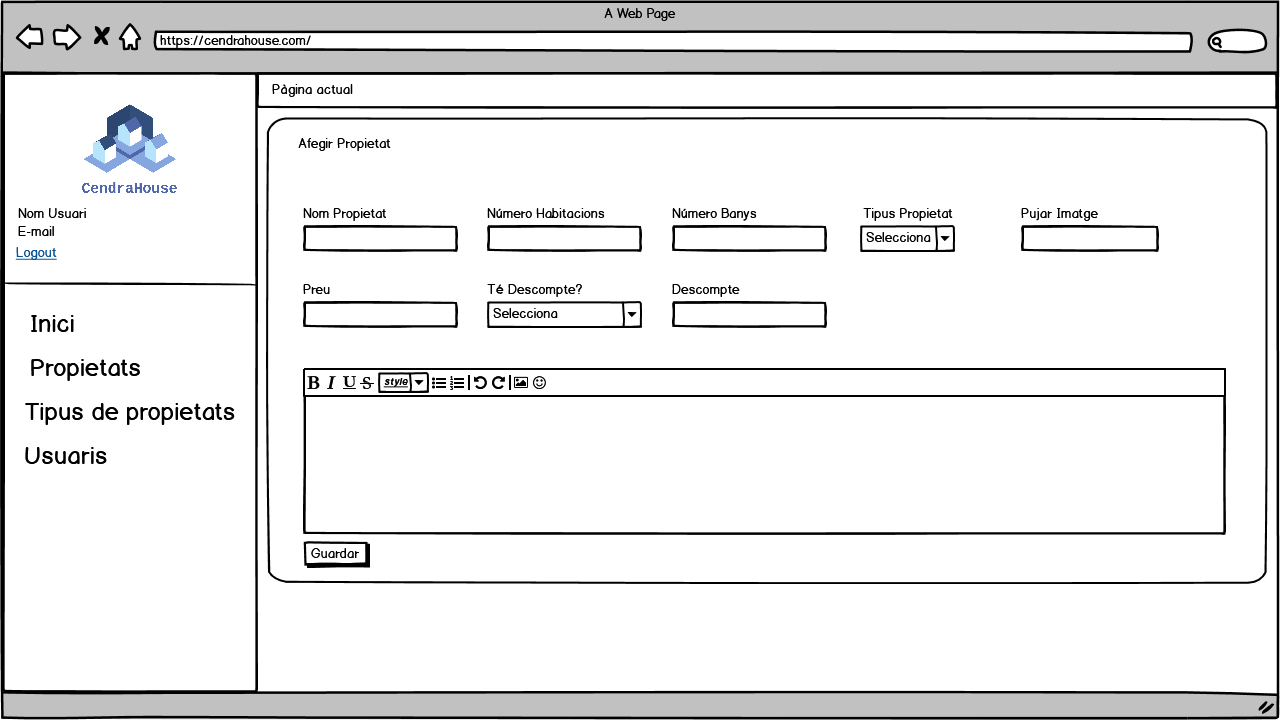 A Web Page
https://cendrahouse.com/
Pàgina actual
CendraHouse
Nom Usuari
E-mail
Logout
Inici
Propietats
Tipus de propietats
Usuaris
Afegir Propietat
Nom Propietat Número Habitacions Número Banys Tipus Propietat Pujar Imatge
Selecciona
Preu Té Descompte? Descompte
Selecciona
B I U S style
Guardar